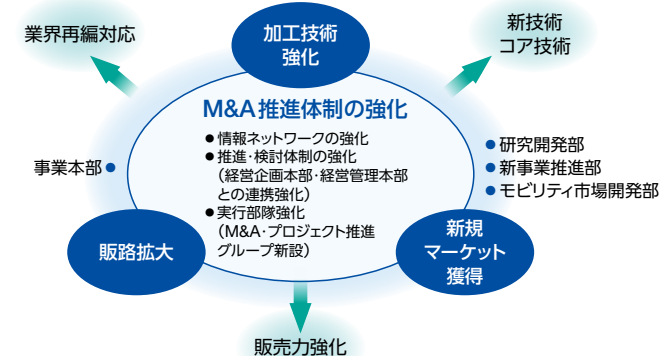 業界再編対応
加工技術
強化
新技術
コア技術
M&A推進体制の強化
●情報ネットワークの強化
●推進・検討体制の強化
（経営企画本部・経営管理本部
との連携強化）
●実行部隊強化
（M&A・プロジェクト推進
グループ新設）
事業本部●
●研究開発部
●新事業推進部
●モビリティ市場開発部
販路拡大
新規
マーケット
獲得
販売力強化